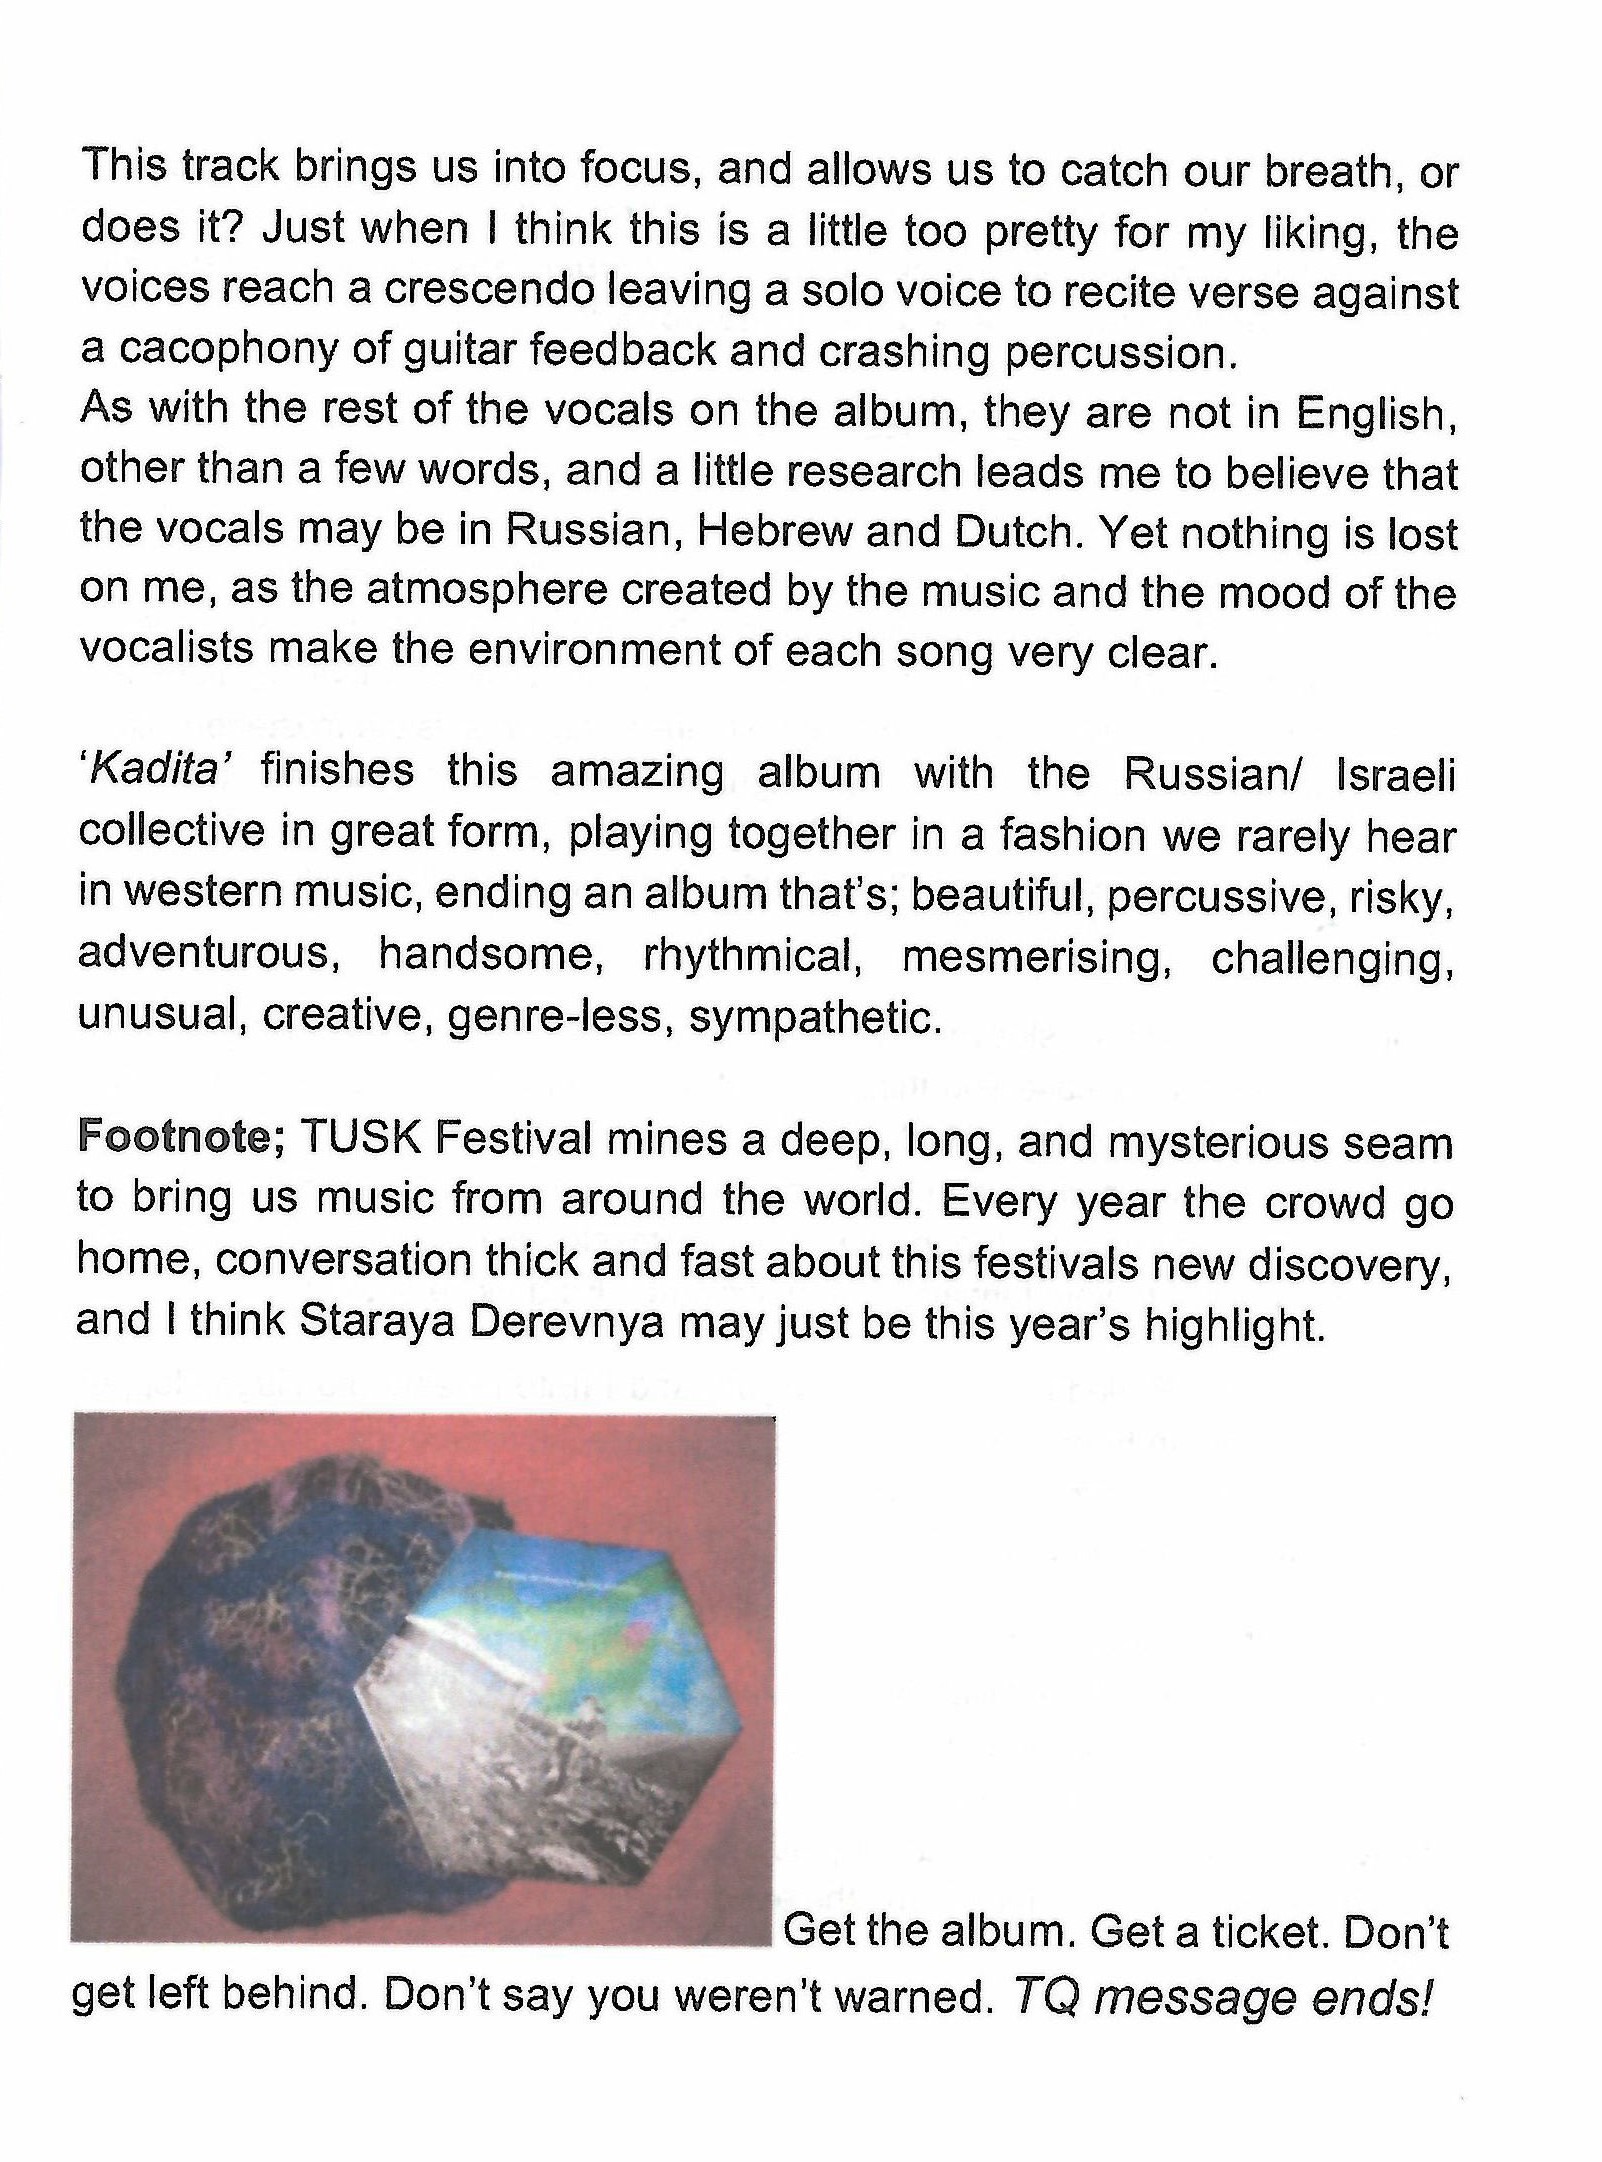 This track brings us into focus, and allows us to catch our breath, or
does it? Just when I think this is a little too pretty for my liking, the
voices reach a crescendo leaving a solo voice to recite verse against
a cacophony of guitar feedback and crashing percussion.
As with the rest of the vocals on the album, they are not in English,
other than a few words, and a little research leads me to believe that
the vocals may be in Russian, Hebrew and Dutch. Yet nothing is lost
on me, as the atmosphere created by the music and the mood of the
vocalists make the environment of each song very clear.
‘Kadita’ finishes this amazing album with the Russian/ Israeli
collective in great form, playing together in a fashion we rarely hear
in western music, ending an album that’s; beautiful, percussive, risky,
adventurous, handsome, rhythmical, mesmerising, challenging,
unusual, creative, genre-less, sympathetic.
Footnote; TUSK Festival mines a deep, long, and mysterious seam
to bring us music from around the world. Every year the crowd go
home, conversation thick and fast about this festivals new discovery,
and I think Staraya Derevnya may just be this year’s highlight.
Get the album. Get a ticket. Don’t
get left behind. Don’t say you weren’t warned. TQ message ends!